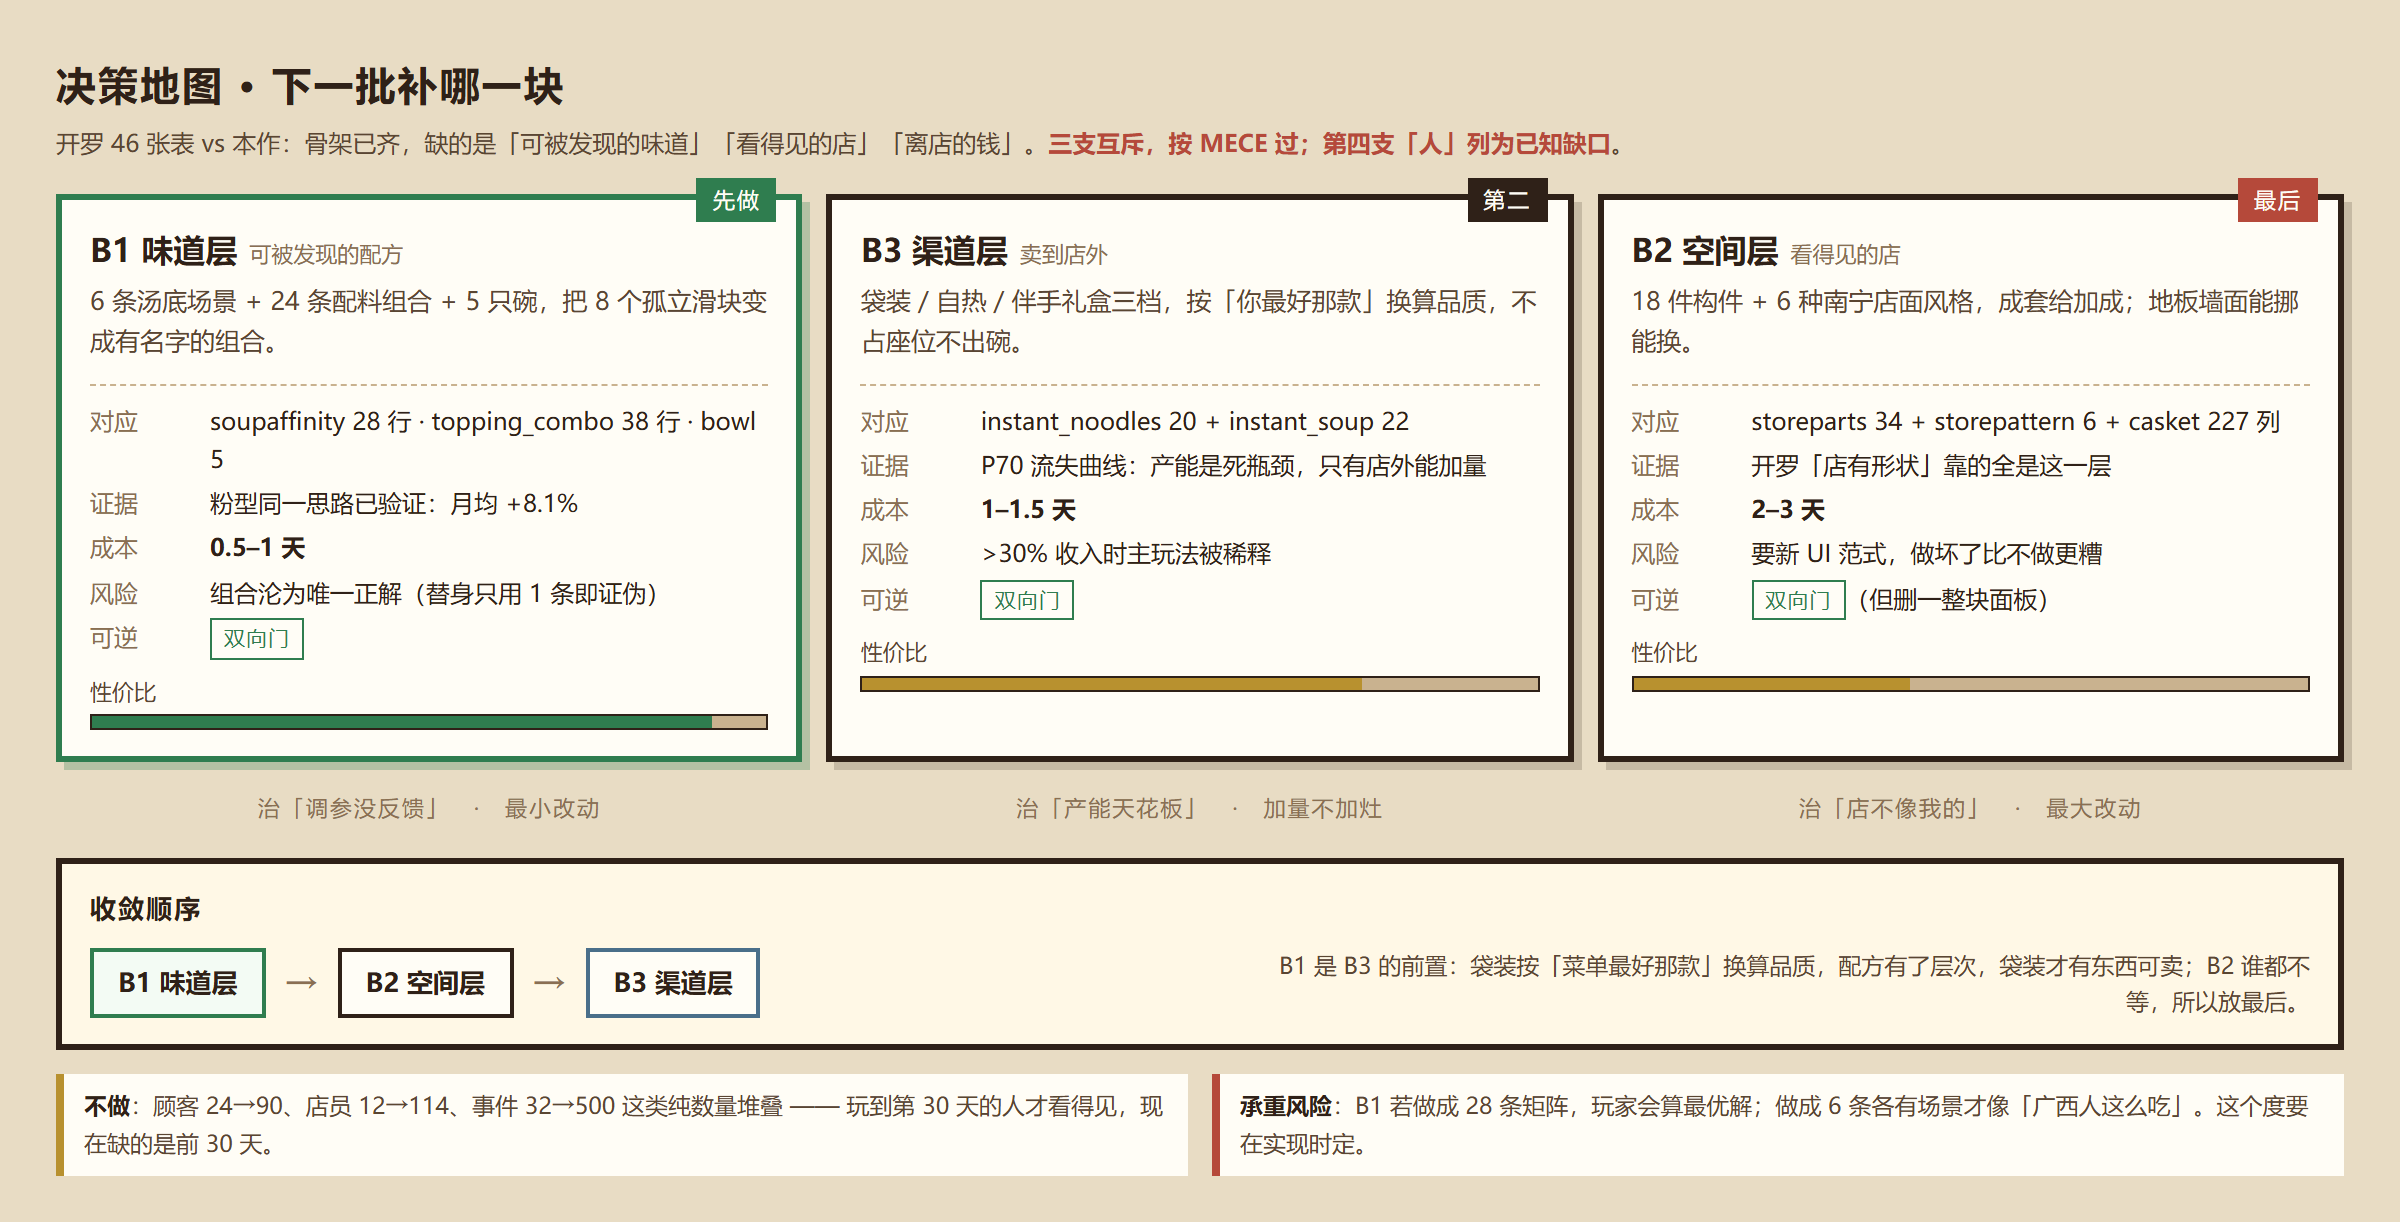 决策地图 · 下一批补哪一块
开罗 46 张表 vs 本作：骨架已齐，缺的是「可被发现的味道」「看得见的店」「离店的钱」。三支互斥，按 MECE 过；第四支「人」列为已知缺口。
先做
B1 味道层 可被发现的配方
6 条汤底场景 + 24 条配料组合 + 5 只碗，把 8 个孤立滑块变
成有名字的组合。
对应 soupaffinity 28 行 · topping_combo 38 行 · bowl
5
证据 粉型同一思路已验证：月均 +8.1%
成本 0.5–1 天
风险 组合沦为唯一正解（替身只用 1 条即证伪）
可逆 双向门
性价比
第二
B3 渠道层 卖到店外
袋装 / 自热 / 伴手礼盒三档，按「你最好那款」换算品质，不
占座位不出碗。
对应 instant_noodles 20 + instant_soup 22
证据 P70 流失曲线：产能是死瓶颈，只有店外能加量
成本 1–1.5 天
风险 >30% 收入时主玩法被稀释
可逆 双向门
性价比
最后
B2 空间层 看得见的店
18 件构件 + 6 种南宁店面风格，成套给加成；地板墙面能挪
能换。
对应 storeparts 34 + storepattern 6 + casket 227 列
证据 开罗「店有形状」靠的全是这一层
成本 2–3 天
风险 要新 UI 范式，做坏了比不做更糟
可逆 双向门 （但删一整块面板）
性价比
治「调参没反馈」 · 最小改动
治「产能天花板」 · 加量不加灶
治「店不像我的」 · 最大改动
收敛顺序
B1 味道层 → B2 空间层 → B3 渠道层
B1 是 B3 的前置：袋装按「菜单最好那款」换算品质，配方有了层次，袋装才有东西可卖；B2 谁都不
等，所以放最后。
不做：顾客 24→90、店员 12→114、事件 32→500 这类纯数量堆叠 —— 玩到第 30 天的人才看得见，现
在缺的是前 30 天。
承重风险：B1 若做成 28 条矩阵，玩家会算最优解；做成 6 条各有场景才像「广西人这么吃」。这个度要
在实现时定。